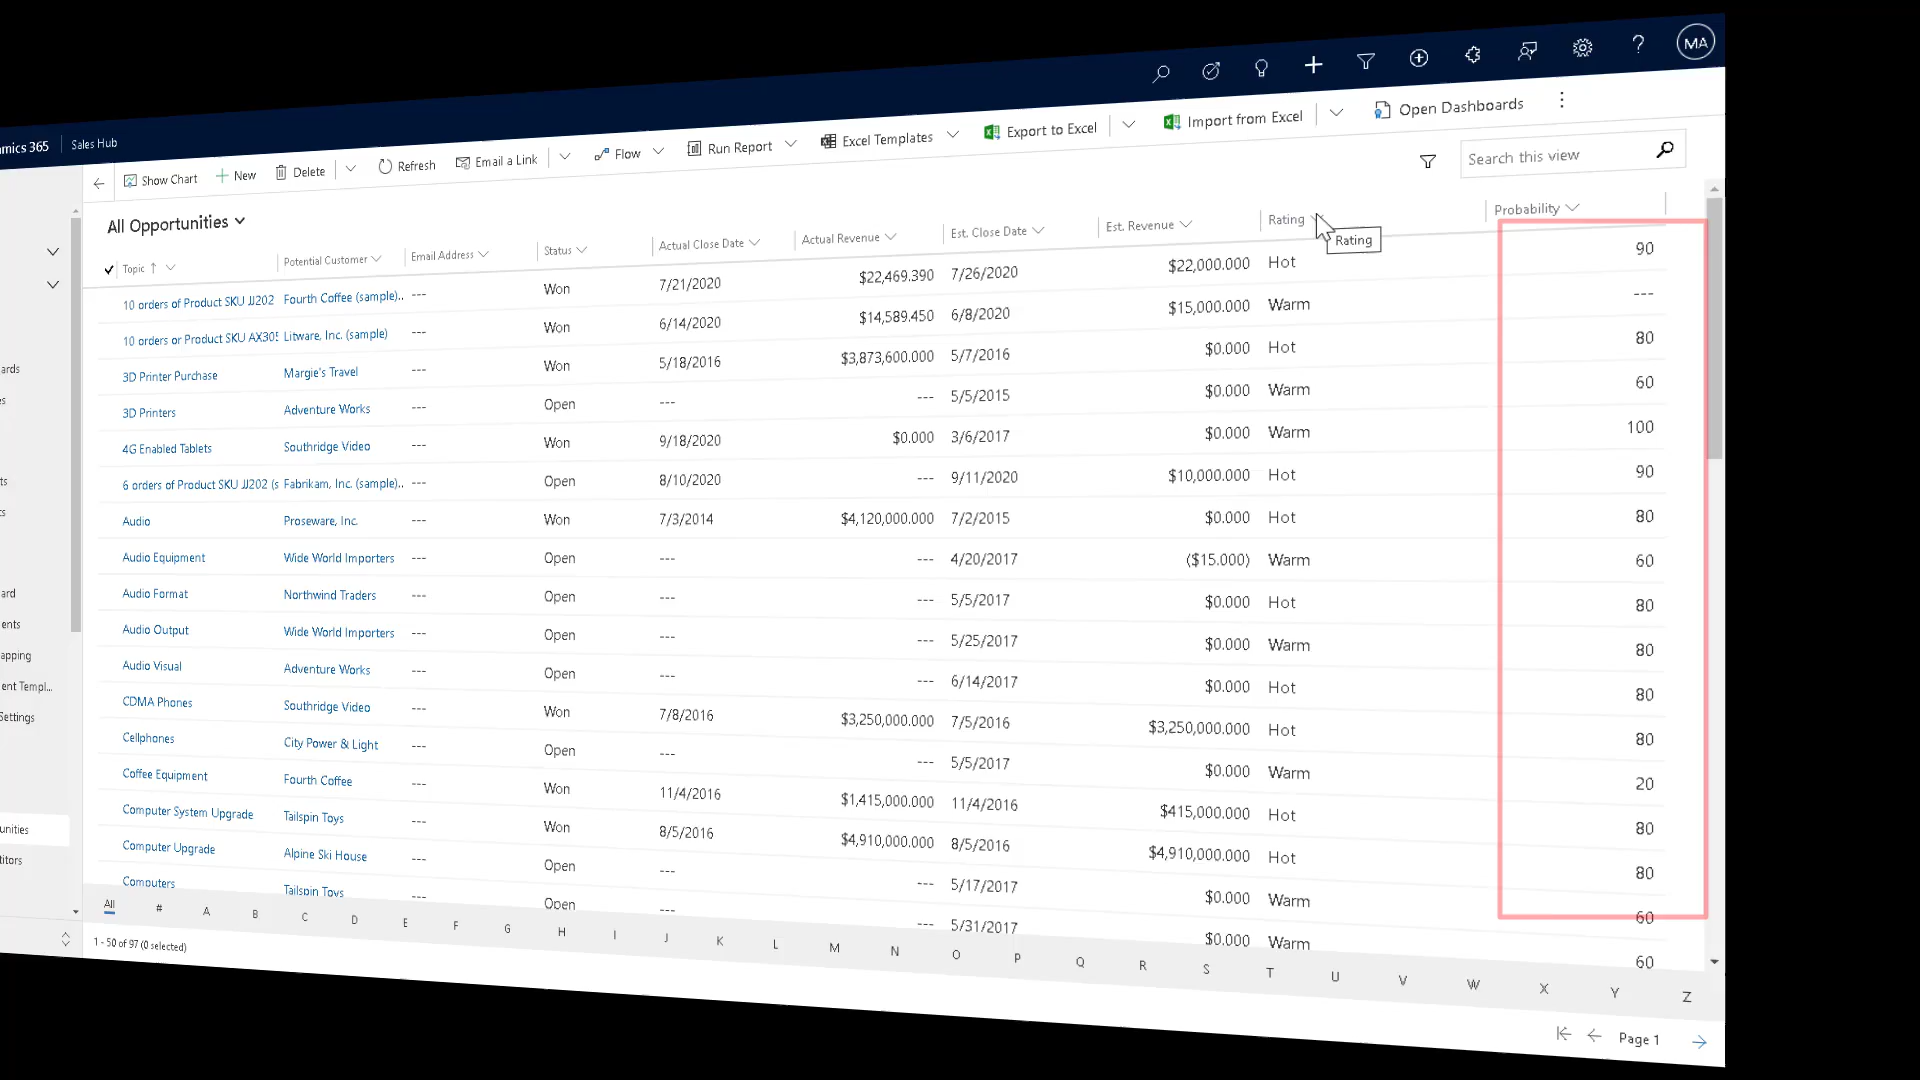 MA
amics 365 Sales Hub
Show Chart New Delete Refresh Email a Link Flow Run Report Excel Templates Export to Excel Import from Excel Open Dashboards
All Opportunities
Search this view
Topic Potential Customer Email Address Status Actual Close Date Actual Revenue Est. Close Date Est. Revenue Rating Probability
Rating
10 orders of Product SKU JJ202 Fourth Coffee (sample).. --- Won 7/21/2020 $22,469.390 7/26/2020 $22,000.000 Hot 90
10 orders or Product SKU AX305 Litware, Inc. (sample) --- Won 6/14/2020 $14,589.450 6/8/2020 $15,000.000 Warm ---
3D Printer Purchase Margie's Travel --- Won 5/18/2016 $3,873,600.000 5/7/2016 $0.000 Hot 80
3D Printers Adventure Works --- Open --- --- 5/5/2015 $0.000 Warm 60
4G Enabled Tablets Southridge Video --- Won 9/18/2020 $0.000 3/6/2017 $0.000 Warm 100
6 orders of Product SKU JJ202 (s Fabrikam, Inc. (sample).. --- Open 8/10/2020 --- 9/11/2020 $10,000.000 Hot 90
Audio Proseware, Inc. --- Won 7/3/2014 $4,120,000.000 7/2/2015 $0.000 Hot 80
Audio Equipment Wide World Importers --- Open --- --- 4/20/2017 ($15.000) Warm 60
Audio Format Northwind Traders --- Open --- --- 5/5/2017 $0.000 Hot 80
Audio Output Wide World Importers --- Open --- --- 5/25/2017 $0.000 Warm 80
Audio Visual Adventure Works --- Open --- --- 6/14/2017 $0.000 Hot 80
CDMA Phones Southridge Video --- Won 7/8/2016 $3,250,000.000 7/5/2016 $3,250,000.000 Hot 80
Cellphones City Power & Light --- Open --- --- 5/5/2017 $0.000 Warm 20
Coffee Equipment Fourth Coffee --- Won 11/4/2016 $1,415,000.000 11/4/2016 $415,000.000 Hot 80
Computer System Upgrade Tailspin Toys --- Won 8/5/2016 $4,910,000.000 8/5/2016 $4,910,000.000 Hot 80
Computer Upgrade Alpine Ski House --- Open --- --- 5/17/2017 $0.000 Warm 60
Computers Tailspin Toys Open --- --- 5/31/2017 $0.000 Warm 60
ards
es
ts
ts
ard
ents
apping
ent Templ...
Settings
unities
titors
All # A B C D E F G H I J K L M N O P Q R S T U V W X Y Z
1 - 50 of 97 (0 selected)
Page 1